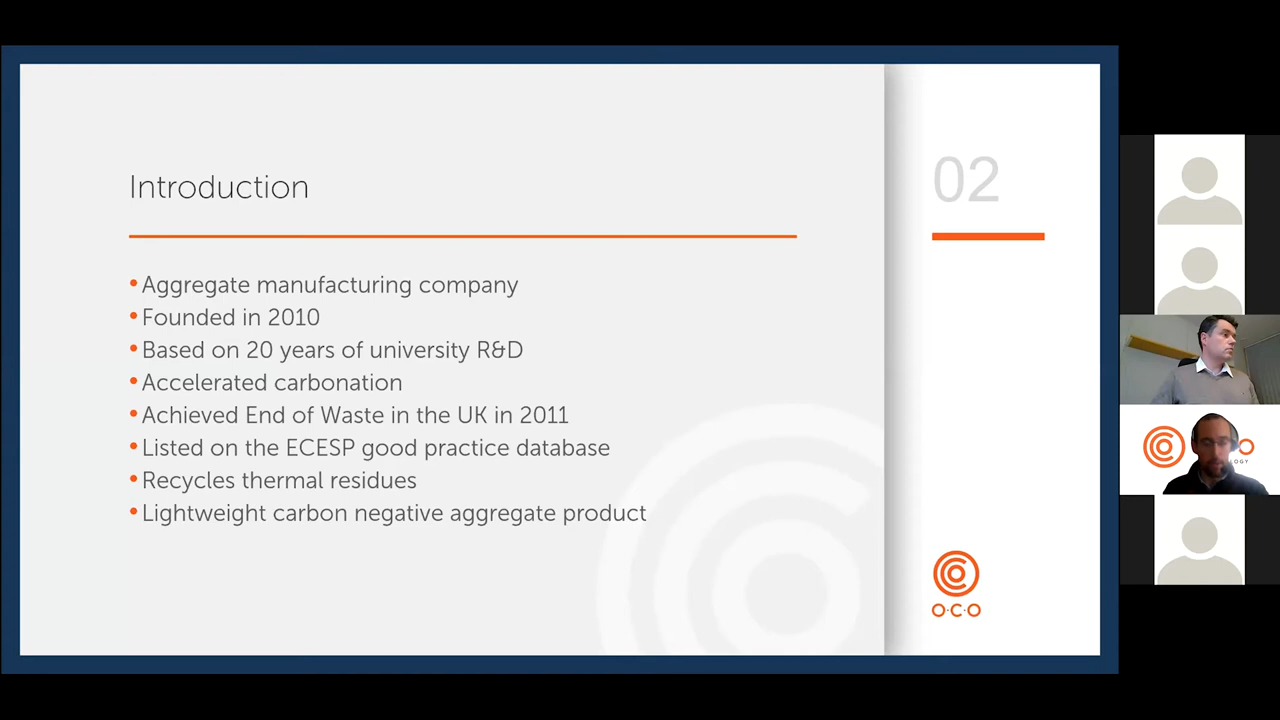 Introduction
02
•Aggregate manufacturing company
•Founded in 2010
•Based on 20 years of university R&D
•Accelerated carbonation
•Achieved End of Waste in the UK in 2011
•Listed on the ECESP good practice database
•Recycles thermal residues
•Lightweight carbon negative aggregate product
O·C·O